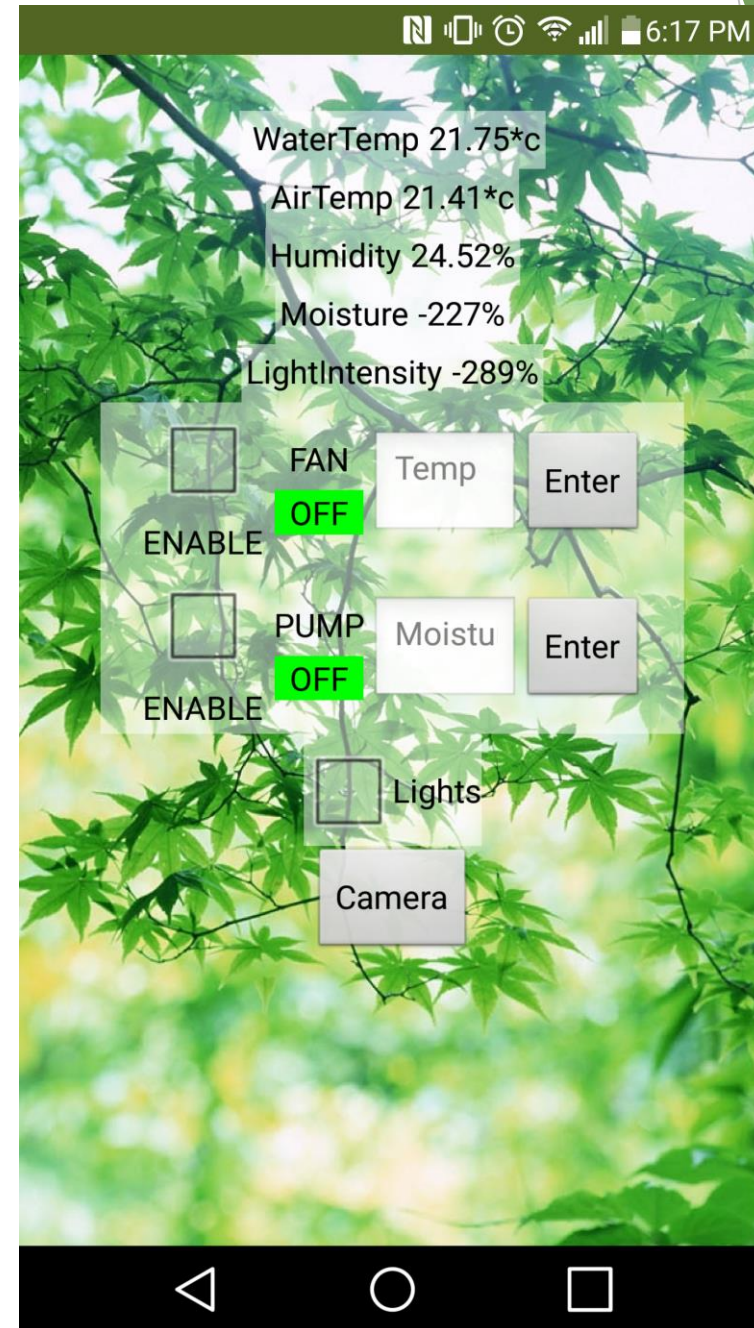 6:17 PM
WaterTemp 21.75*c
AirTemp 21.41*c
Humidity 24.52%
Moisture -227%
LightIntensity -289%
FAN
Temp
Enter
OFF
ENABLE
PUMP
Moistu
Enter
OFF
ENABLE
Lights
Camera